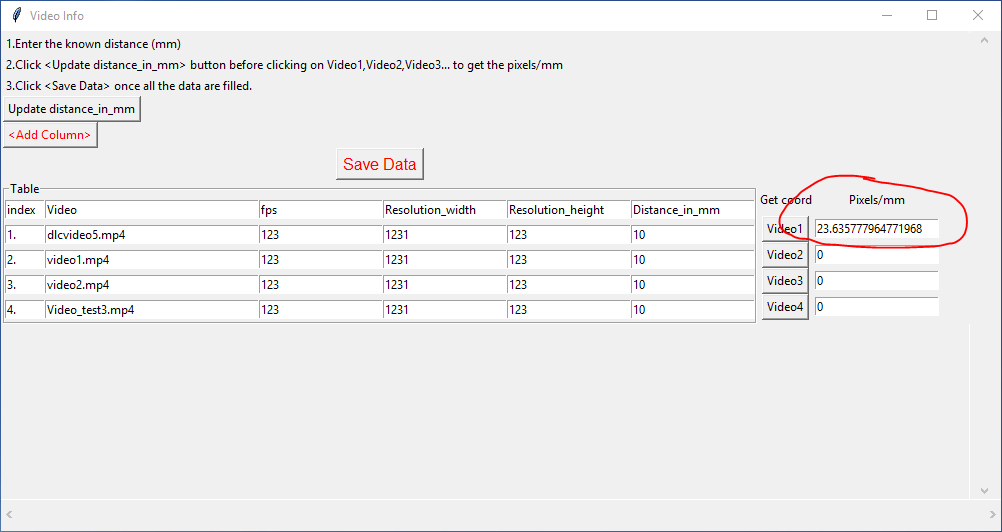 Video Info
1.Enter the known distance (mm)
2.Click <Update distance_in_mm> button before clicking on Video1,Video2,Video3... to get the pixels/mm
3.Click <Save Data> once all the data are filled.
Update distance_in_mm
<Add Column>
Save Data
Table
Get coord Pixels/mm
index Video fps Resolution_width Resolution_height Distance_in_mm
1. dlcvideo5.mp4 123 1231 123 10 Video1 23.635777964771968
2. video1.mp4 123 1231 123 10 Video2 0
3. video2.mp4 123 1231 123 10 Video3 0
4. Video_test3.mp4 123 1231 123 10 Video4 0